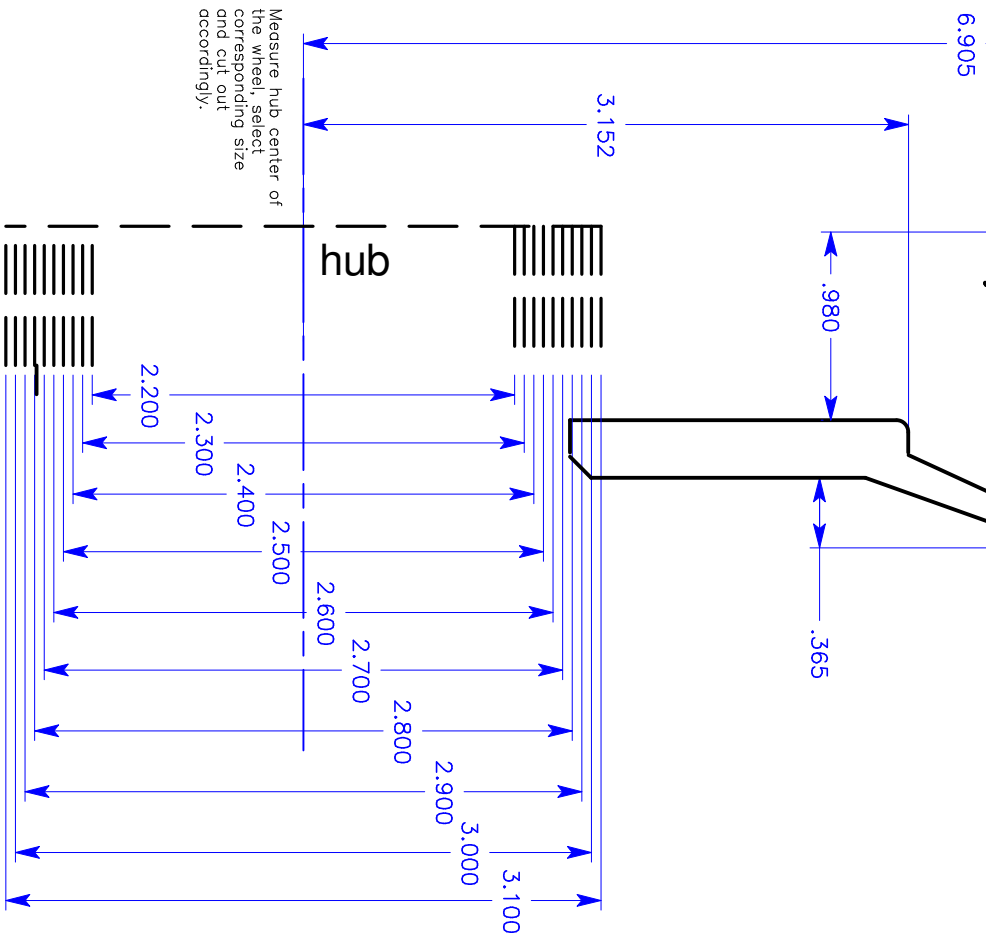 6.905
3.152
Measure hub center of
the wheel, select
corresponding size
and cut out
accordingly.
hub
.980
.365
2.200
2.300
2.400
2.500
2.600
2.700
2.800
2.900
3.000
3.100